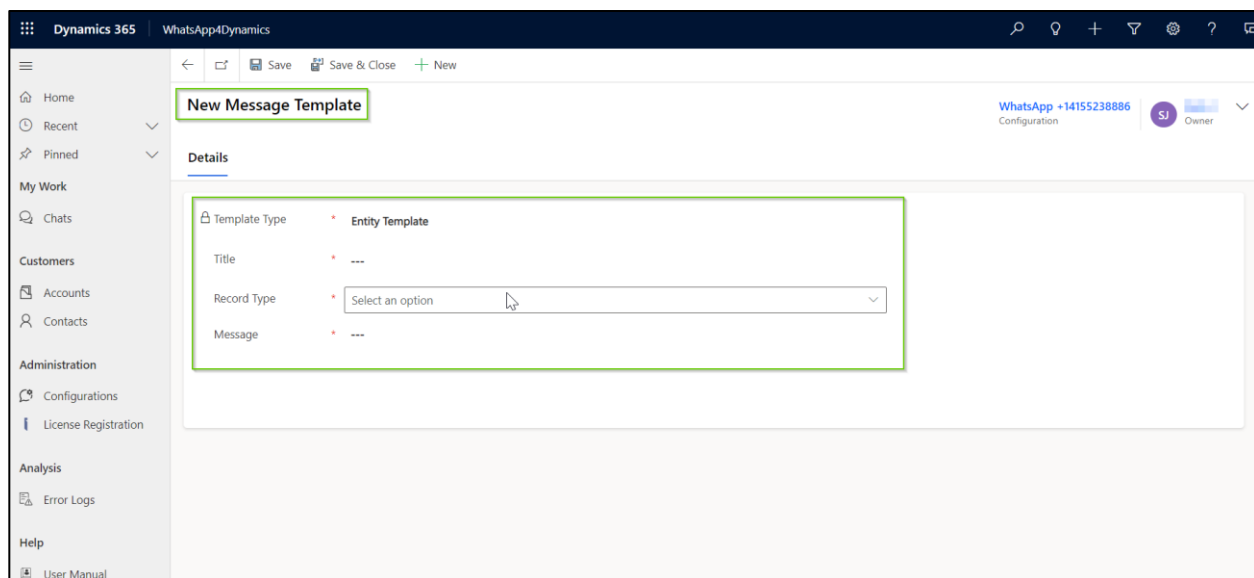 Dynamics 365 WhatsApp4Dynamics
Save Save & Close New
Home
Recent
Pinned
My Work
Chats
Customers
Accounts
Contacts
Administration
Configurations
License Registration
Analysis
Error Logs
Help
User Manual
New Message Template
WhatsApp +14155238886
Configuration
SJ
Owner
Details
Template Type * Entity Template
Title * ---
Record Type * Select an option
Message * ---